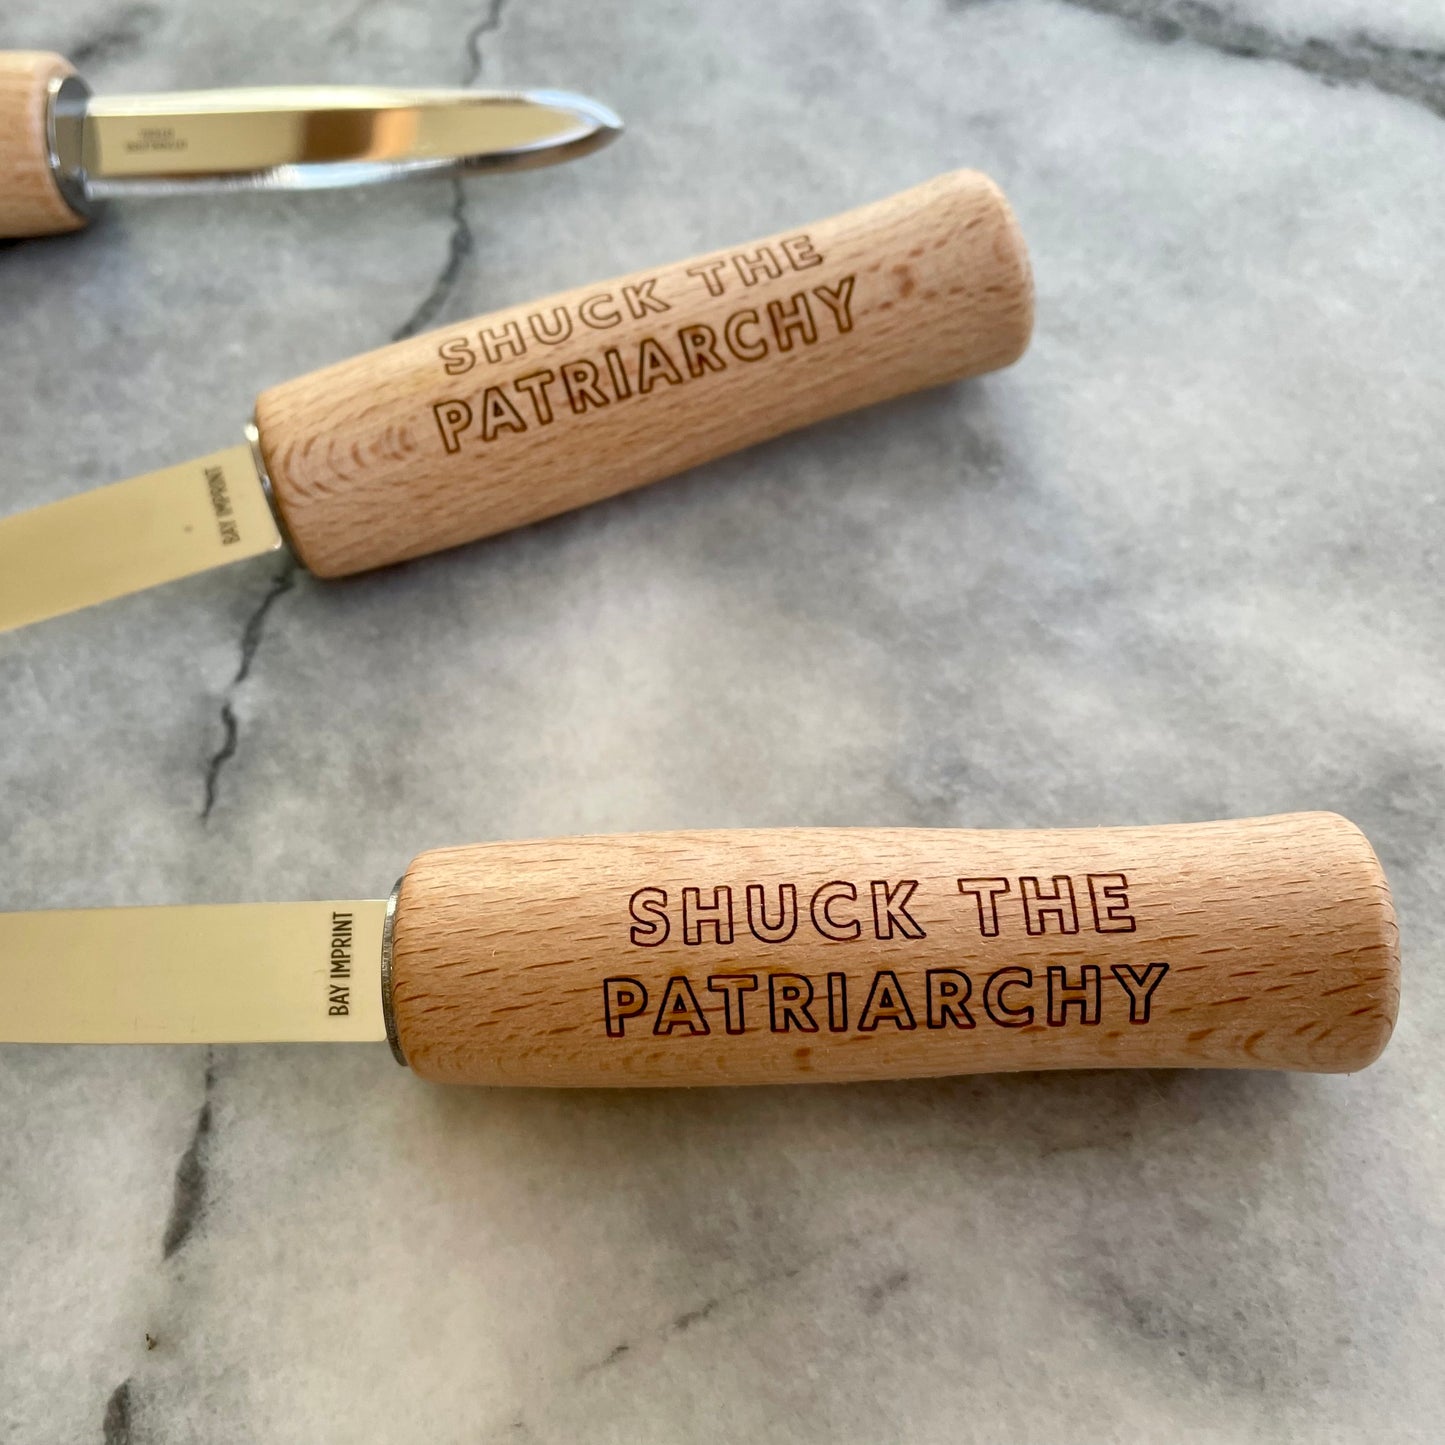 SHUCK THE
PATRIARCHY
BAY IMPRINT
SHUCK THE
PATRIARCHY
BAY IMPRINT